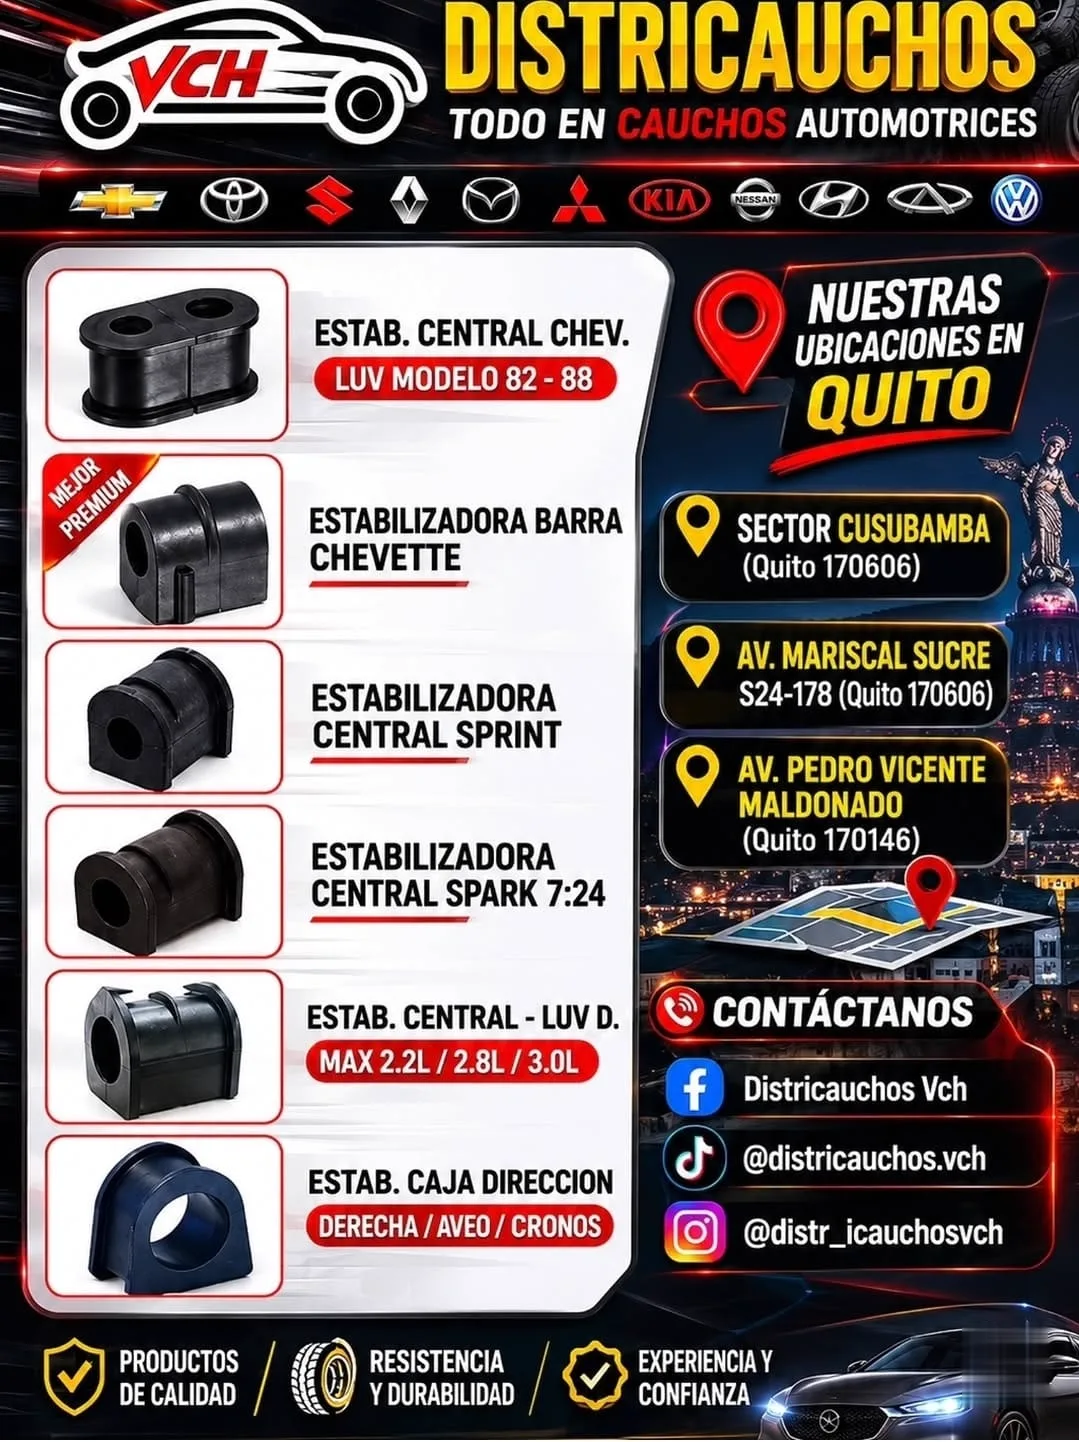 VCH
DISTRICAUCHOS
TODO EN CAUCHOS AUTOMOTRICES
KIA
NISSAN
ESTAB. CENTRAL CHEV.
LUV MODELO 82 - 88
MEJOR
PREMIUM
ESTABILIZADORA BARRA
CHEVETTE
ESTABILIZADORA
CENTRAL SPRINT
ESTABILIZADORA
CENTRAL SPARK 7:24
ESTAB. CENTRAL - LUV D.
MAX 2.2L / 2.8L / 3.0L
ESTAB. CAJA DIRECCION
DERECHA / AVEO / CRONOS
NUESTRAS
UBICACIONES EN
QUITO
SECTOR CUSUBAMBA
(Quito 170606)
AV. MARISCAL SUCRE
S24-178 (Quito 170606)
AV. PEDRO VICENTE
MALDONADO
(Quito 170146)
CONTÁCTANOS
Districauchos Vch
@districauchos.vch
@distr_icauchosvch
PRODUCTOS
DE CALIDAD
RESISTENCIA
Y DURABILIDAD
EXPERIENCIA Y
CONFIANZA